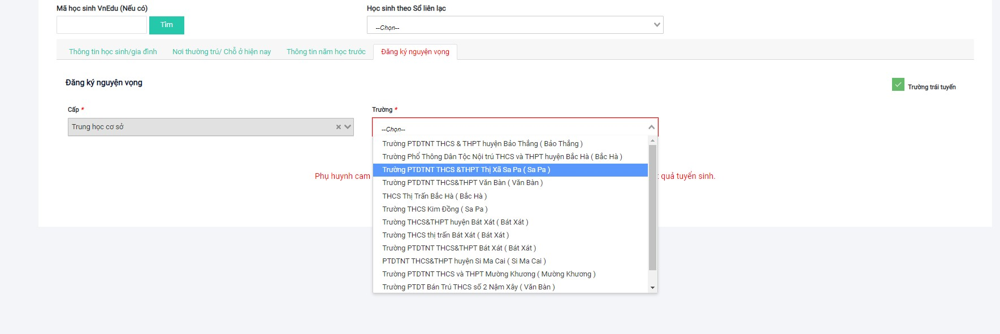 Mã học sinh VnEdu (Nếu có)
Học sinh theo Sổ liên lạc
Tìm
--Chọn--
Thông tin học sinh/gia đình
Nơi thường trú/ Chỗ ở hiện nay
Thông tin năm học trước
Đăng ký nguyện vọng
Đăng ký nguyện vọng
Trường trái tuyến
Cấp *
Trường *
Trung học cơ sở
--Chọn--
Trường PTDTNT THCS & THPT huyện Bảo Thắng ( Bảo Thắng )
Trường Phổ Thông Dân Tộc Nội trú THCS và THPT huyện Bắc Hà ( Bắc Hà )
Trường PTDTNT THCS &THPT Thị Xã Sa Pa ( Sa Pa )
Phụ huynh cam
quả tuyển sinh.
Trường PTDTNT THCS&THPT Văn Bàn ( Văn Bàn )
THCS Thị Trấn Bắc Hà ( Bắc Hà )
Trường THCS Kim Đồng ( Sa Pa )
Trường THCS&THPT huyện Bát Xát ( Bát Xát )
Trường THCS thị trấn Bát Xát ( Bát Xát )
Trường PTDTNT THCS&THPT Bát Xát ( Bát Xát )
PTDTNT THCS&THPT huyện Si Ma Cai ( Si Ma Cai )
Trường PTDTNT THCS và THPT Mường Khương ( Mường Khương )
Trường PTDT Bán Trú THCS số 2 Nậm Xây ( Văn Bàn )